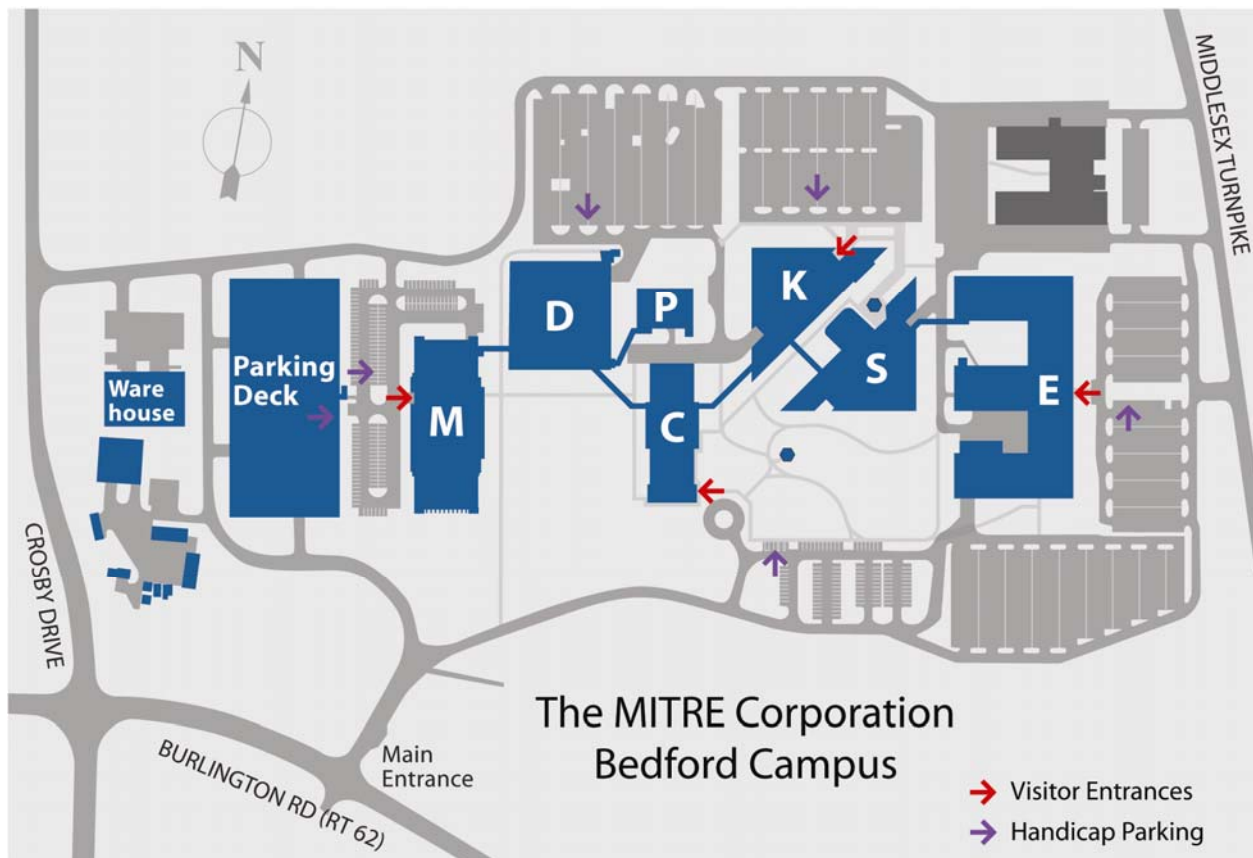 N
MIDDLESEX TURNPIKE
K
P
D
Parking
Deck
S
E
Ware
house
M
C
CROSBY DRIVE
The MITRE Corporation
Bedford Campus
Main
Entrance
BURLINGTON RD (RT 62)
Visitor Entrances
Handicap Parking